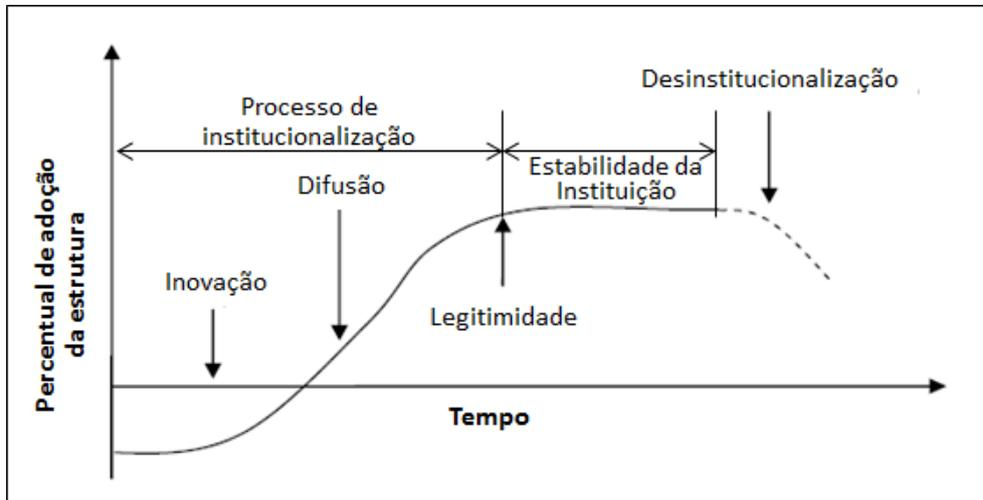 Desinstitucionalização
Processo de
institucionalização
Estabilidade da
Instituição
Difusão
Inovação
Legitimidade
Percentual de adoção
da estrutura
Tempo